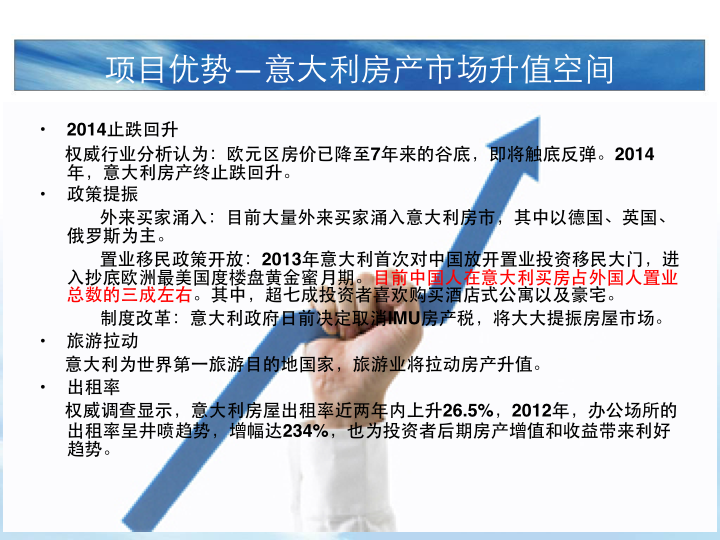 项目优势—意大利房产市场升值空间
• 2014止跌回升
权威行业分析认为：欧元区房价已降至7年来的谷底，即将触底反弹。2014
年，意大利房产终止跌回升。
• 政策提振
外来买家涌入：目前大量外来买家涌入意大利房市，其中以德国、英国、
俄罗斯为主。
置业移民政策开放：2013年意大利首次对中国放开置业投资移民大门，进
入抄底欧洲最美国度楼盘黄金蜜月期。目前中国人在意大利买房占外国人置业
总数的三成左右。其中，超七成投资者喜欢购买酒店式公寓以及豪宅。
制度改革：意大利政府日前决定取消IMU房产税，将大大提振房屋市场。
• 旅游拉动
意大利为世界第一旅游目的地国家，旅游业将拉动房产升值。
• 出租率
权威调查显示，意大利房屋出租率近两年内上升26.5%，2012年，办公场所的
出租率呈井喷趋势，增幅达234%，也为投资者后期房产增值和收益带来利好
趋势。